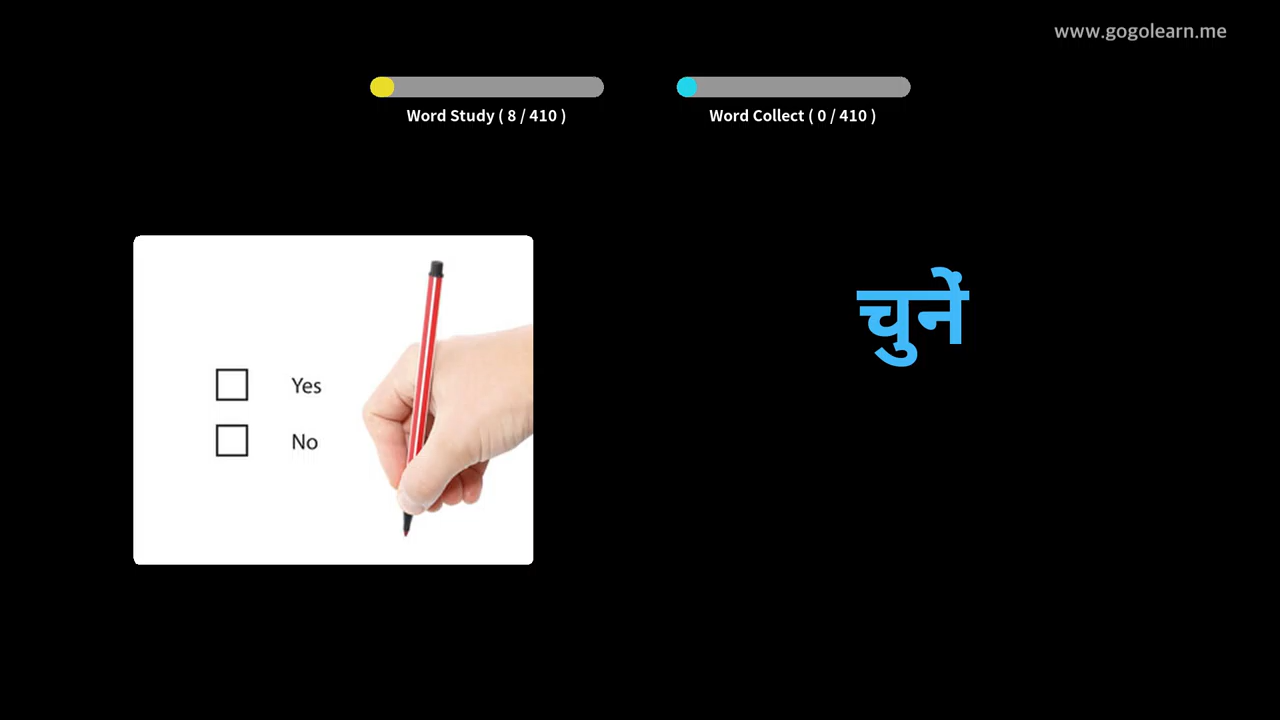 www.gogolearn.me
Word Study ( 8 / 410 )
Word Collect ( 0 / 410 )
चुनें
Yes
No